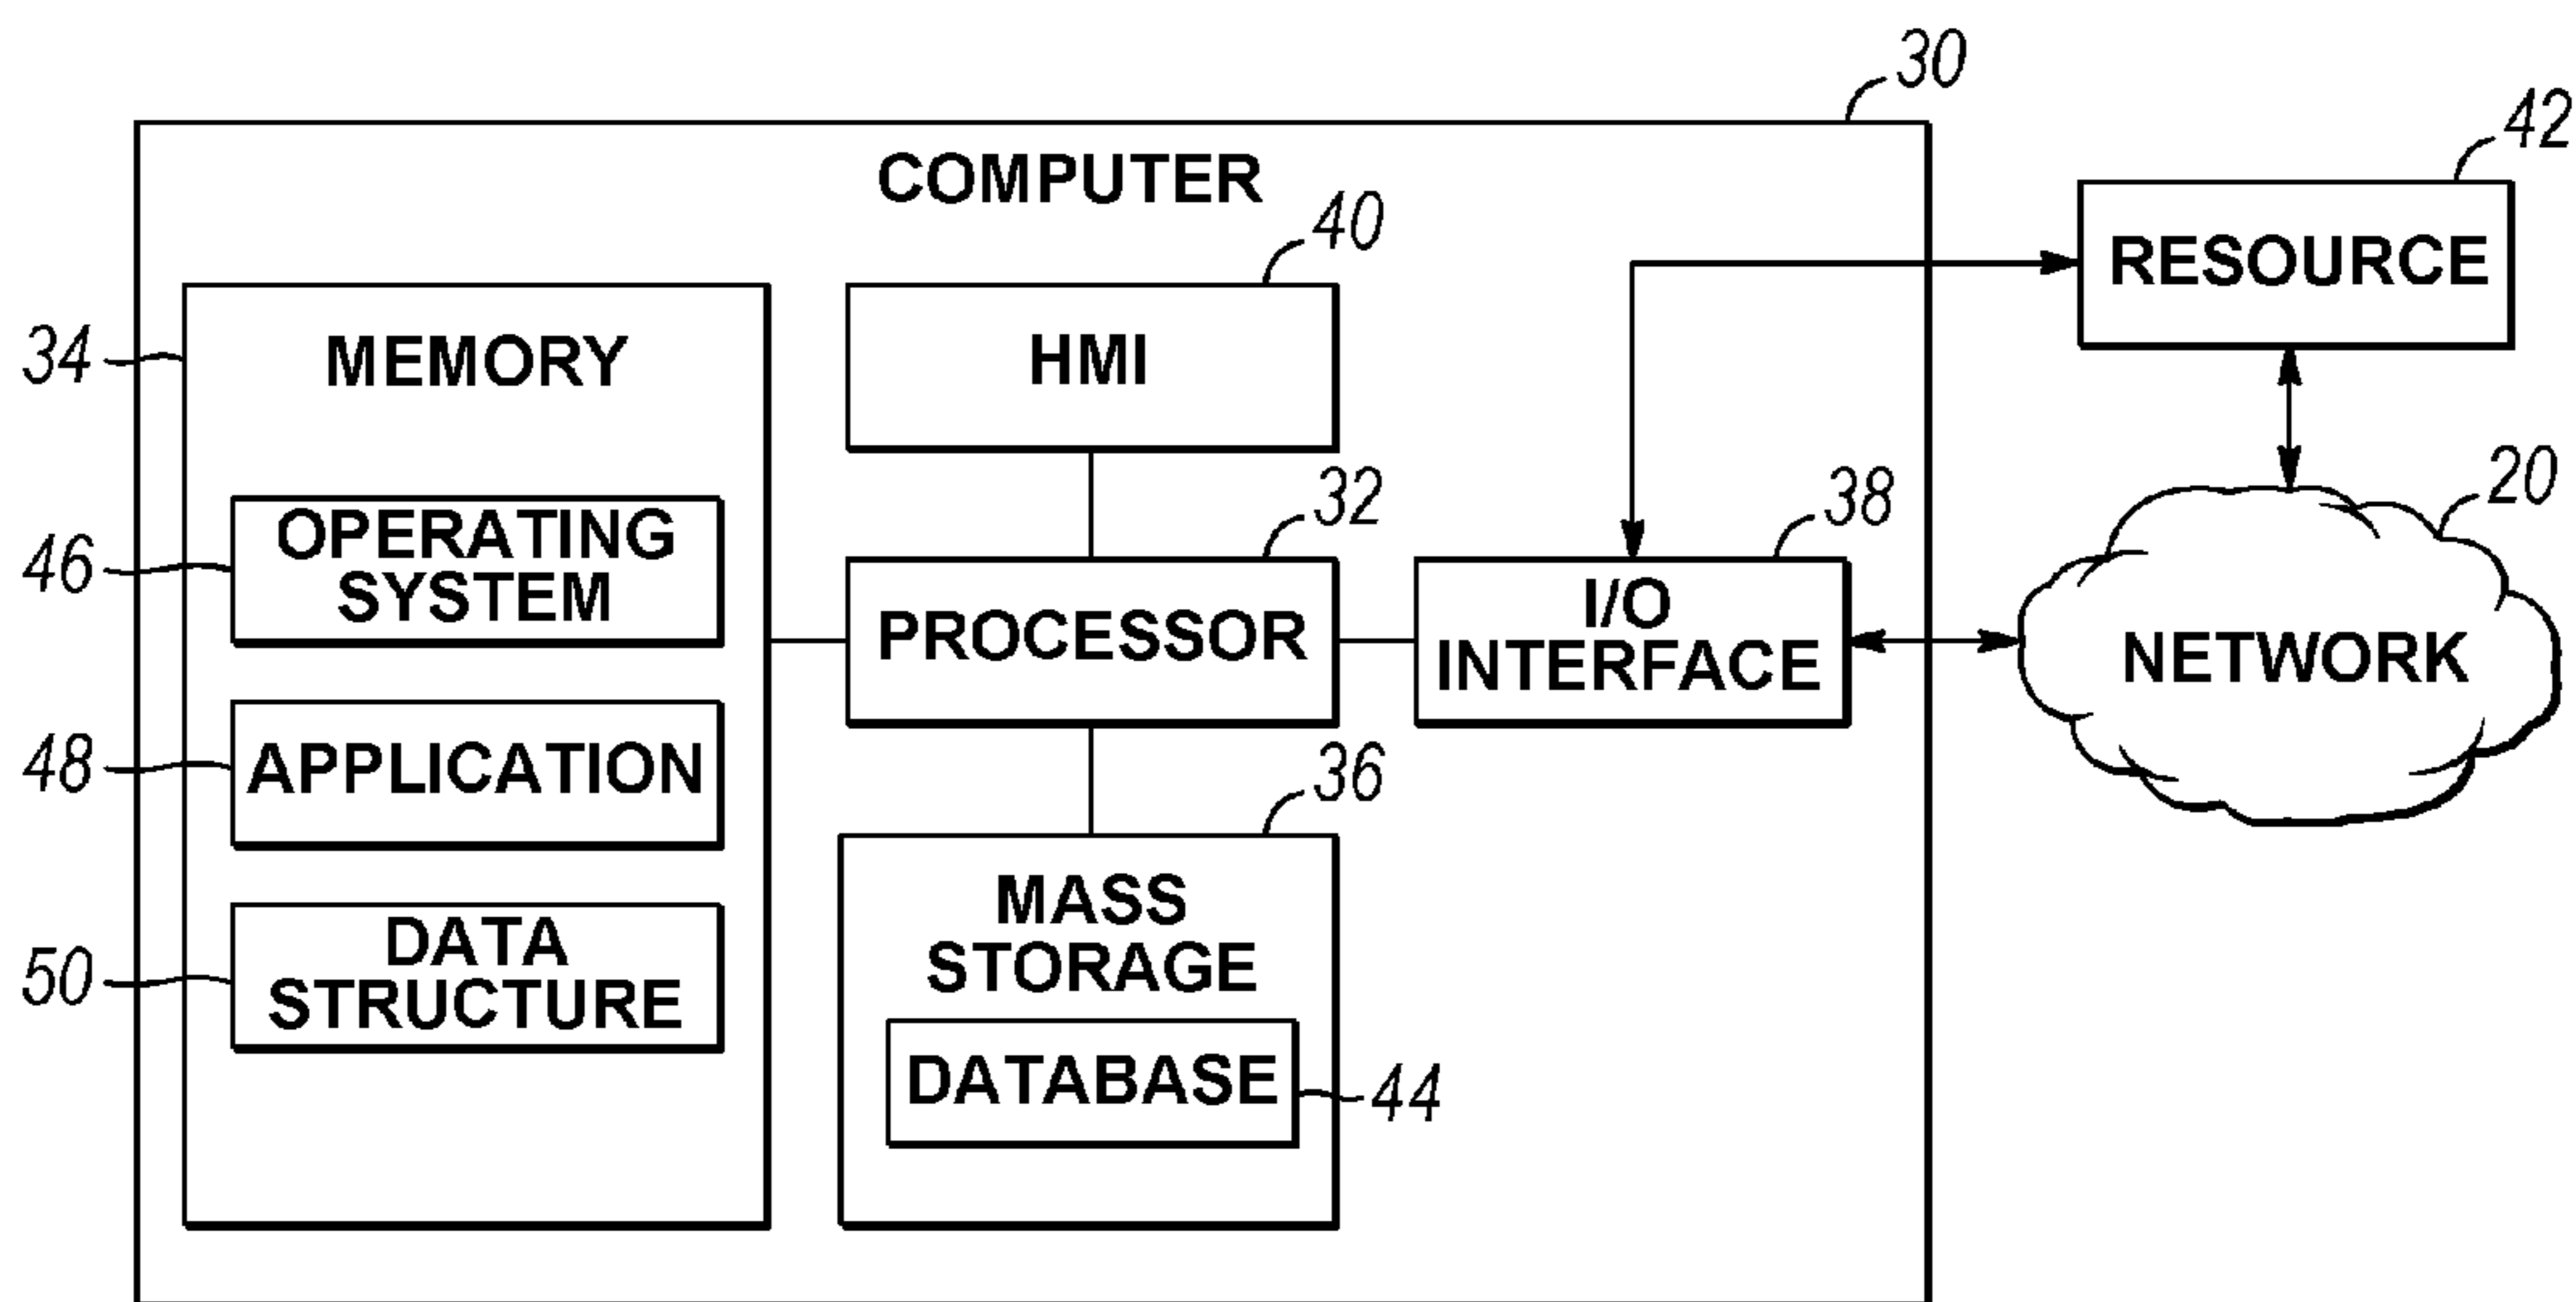 30
COMPUTER
42
RESOURCE
40
HMI
34
MEMORY
46
OPERATING
SYSTEM
48
APPLICATION
50
DATA
STRUCTURE
32
PROCESSOR
38
I/O
INTERFACE
20
NETWORK
36
MASS
STORAGE
DATABASE
44